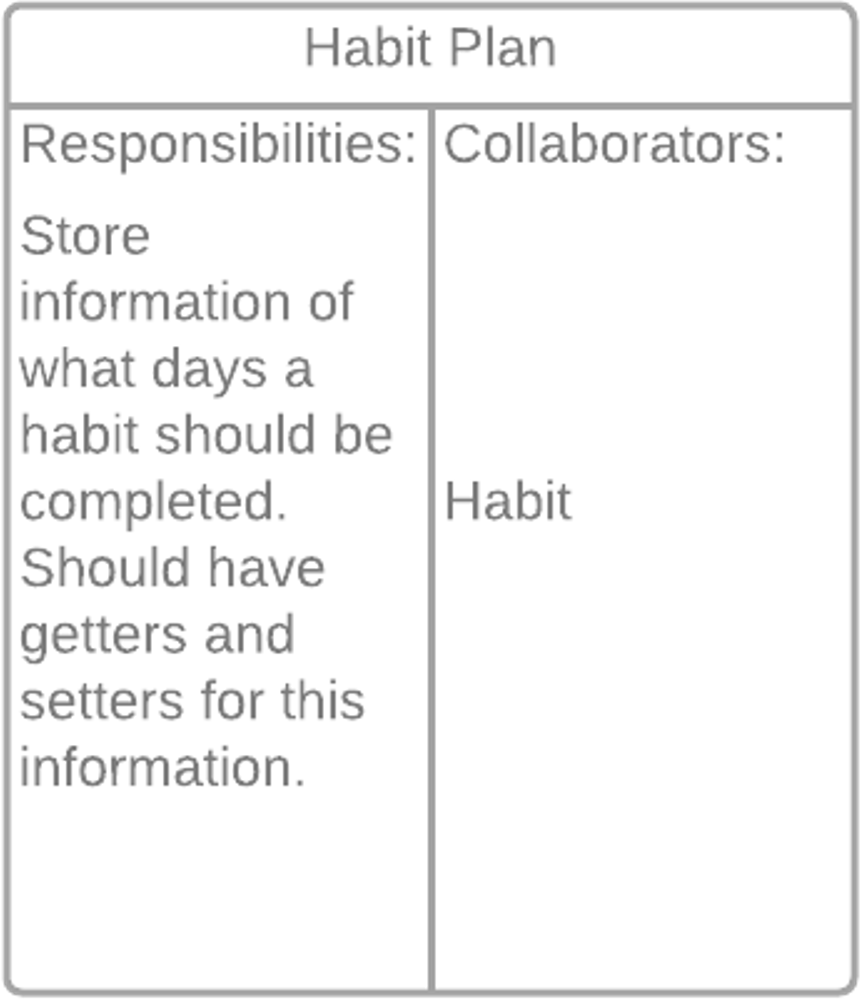 Habit Plan
Responsibilities:
Store
information of
what days a
habit should be
completed.
Should have
getters and
setters for this
information.
Collaborators:
Habit